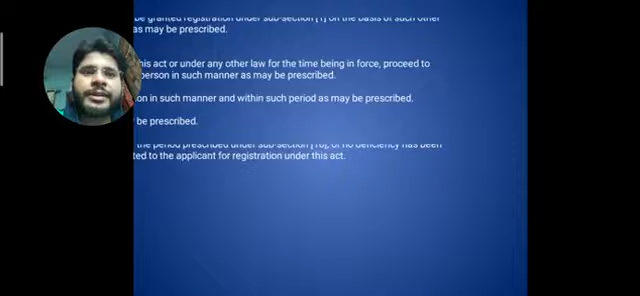 be granted registration under sub-section [1] on the basis of such other
as may be prescribed.
his act or under any other law for the time being in force, proceed to
person in such manner as may be prescribed.
on in such manner and within such period as may be prescribed.
be prescribed.
the period prescribed under sub-section [10], or no deficiency has been
ted to the applicant for registration under this act.